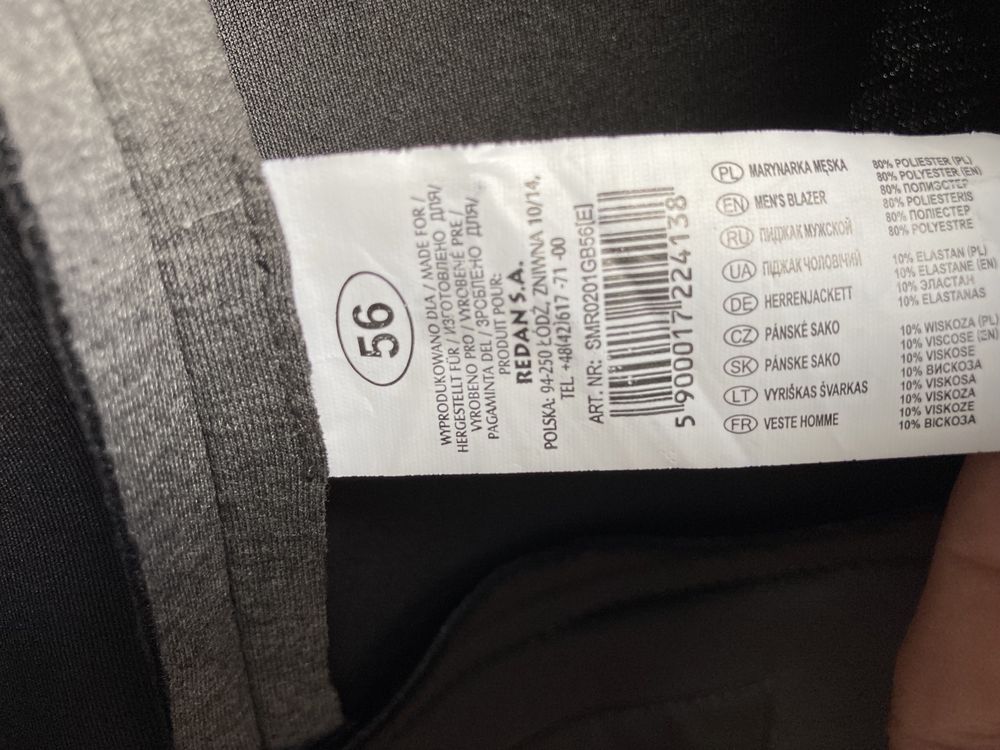 56
WYPRODUKOWANO DLA / MADE FOR /
HERGESTELLT FÜR / ИЗГОТОВЛЕНО ДЛЯ/
VYROBENO PRO / VYROBENÉ PRE /
PAGAMINTA DEL / ЗРОБЛЕНО ДЛЯ/
PRODUIT POUR:
REDAN S.A.
POLSKA: 94-250 ŁÓDŹ, ŻNIWNA 10/14,
TEL +48(42)617 -71 -00
ART. NR: SMR0201GB56[E]
5 900017 224138
PL MARYNARKA MĘSKA
EN MEN'S BLAZER
RU ПИДЖАК МУЖСКОЙ
UA ПІДЖАК ЧОЛОВІЧИЙ
DE HERRENJACKETT
CZ PÁNSKÉ SAKO
SK PÁNSKE SAKO
LT VYRIŠKAS ŠVARKAS
FR VESTE HOMME
80% POLIESTER (PL)
80% POLYESTER (EN)
80% ПОЛИЭСТЕР
80% POLIESTERIS
80% ПОЛІЕСТЕР
80% POLYESTRE
10% ELASTAN (PL)
10% ELASTANE (EN)
10% ЭЛАСТАН
10% ELASTANAS
10% WISKOZA (PL)
10% VISCOSE (EN)
10% VISKOSE
10% ВИСКОЗА
10% VISKOSA
10% VISKOZA
10% VISKOZE
10% ВІСКОЗА